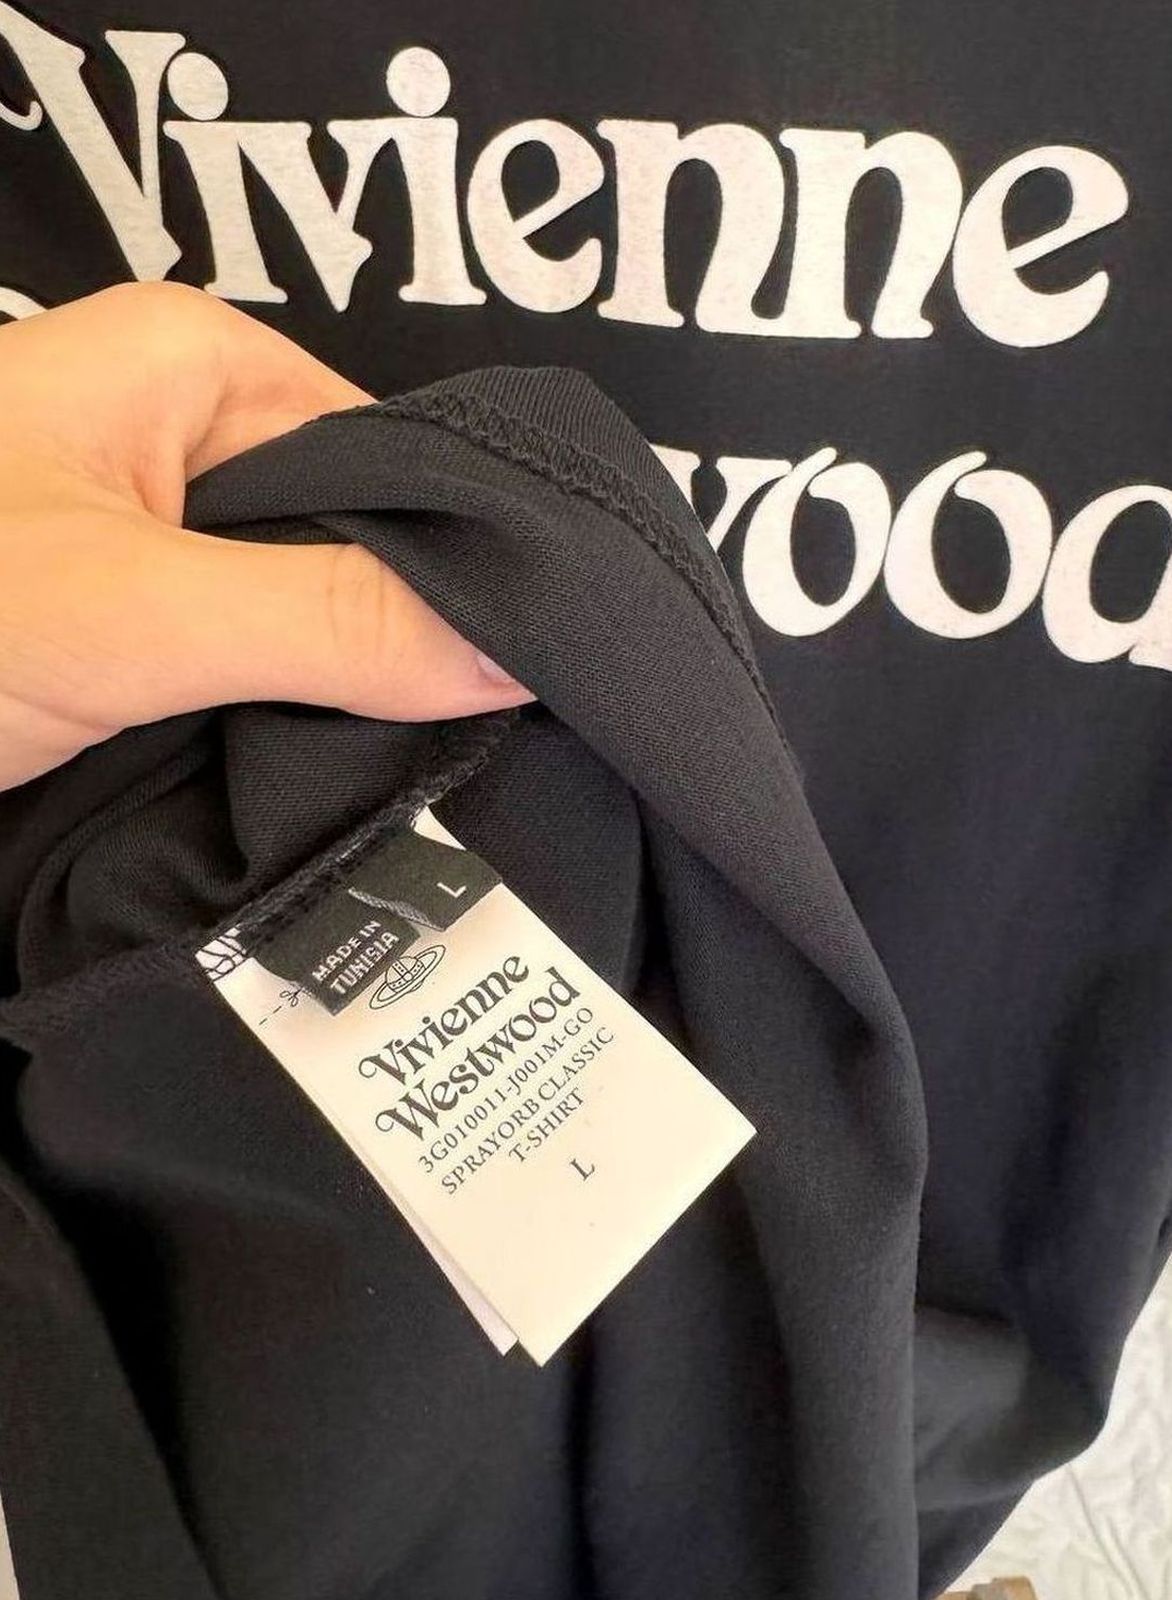 Vivienne
wood
L
MADE IN
TUNISIA
Vivienne
Westwood
3G010011-J001M-GO
SPRAYORB CLASSIC
T-SHIRT
L